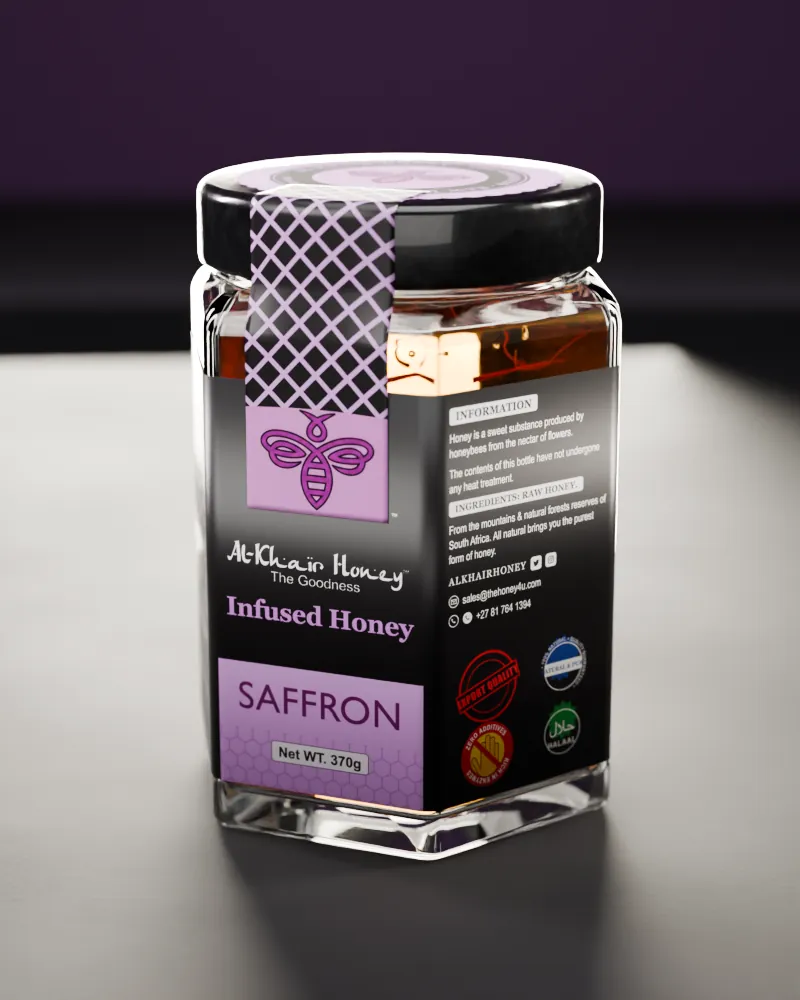 Al-Khair Honey™
The Goodness
Infused Honey
SAFFRON
Net WT. 370g
™
INFORMATION
Honey is a sweet substance produced by
honeybees from the nectar of flowers.
The contents of this bottle have not undergone
any heat treatment.
INGREDIENTS: RAW HONEY.
From the mountains & natural forests reserves of
South Africa. All natural brings you the purest
form of honey.
ALKHAIRHONEY
sales@thehoney4u.com
+27 81 764 1394
EXPORT QUALITY
ZERO ADDITIVES
حلال
HALAAL